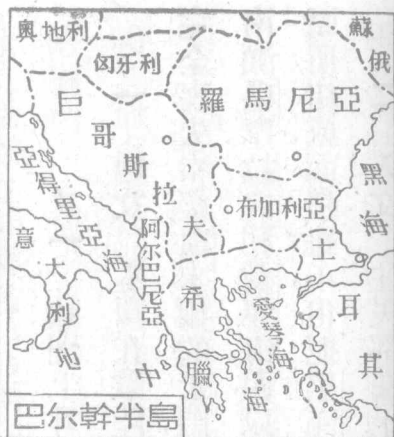 奧地利
匈牙利
羅馬尼亞
蘇俄
巨哥斯拉夫
布加利亞
黑海
亞得里亞海
阿尔巴尼亞
意大利
土耳其
希臘
愛琴海
地中海
巴尔幹半島